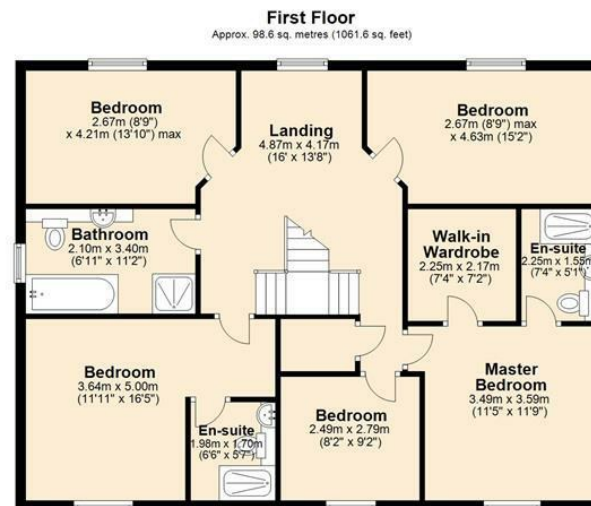 First Floor
Approx. 98.6 sq. metres (1061.6 sq. feet)
Bedroom
2.67m (8'9")
x 4.21m (13'10") max
Landing
4.87m x 4.17m
(16' x 13'8")
Bedroom
2.67m (8'9") max
x 4.63m (15'2")
Bathroom
2.10m x 3.40m
(6'11" x 11'2")
Walk-in
Wardrobe
2.25m x 2.17m
(7'4" x 7'2")
En-suite
2.25m x 1.55m
(7'4" x 5'1")
Bedroom
3.64m x 5.00m
(11'11" x 16'5")
En-suite
1.98m x 1.70m
(6'6" x 5'7")
Bedroom
2.49m x 2.79m
(8'2" x 9'2")
Master
Bedroom
3.49m x 3.59m
(11'5" x 11'9")